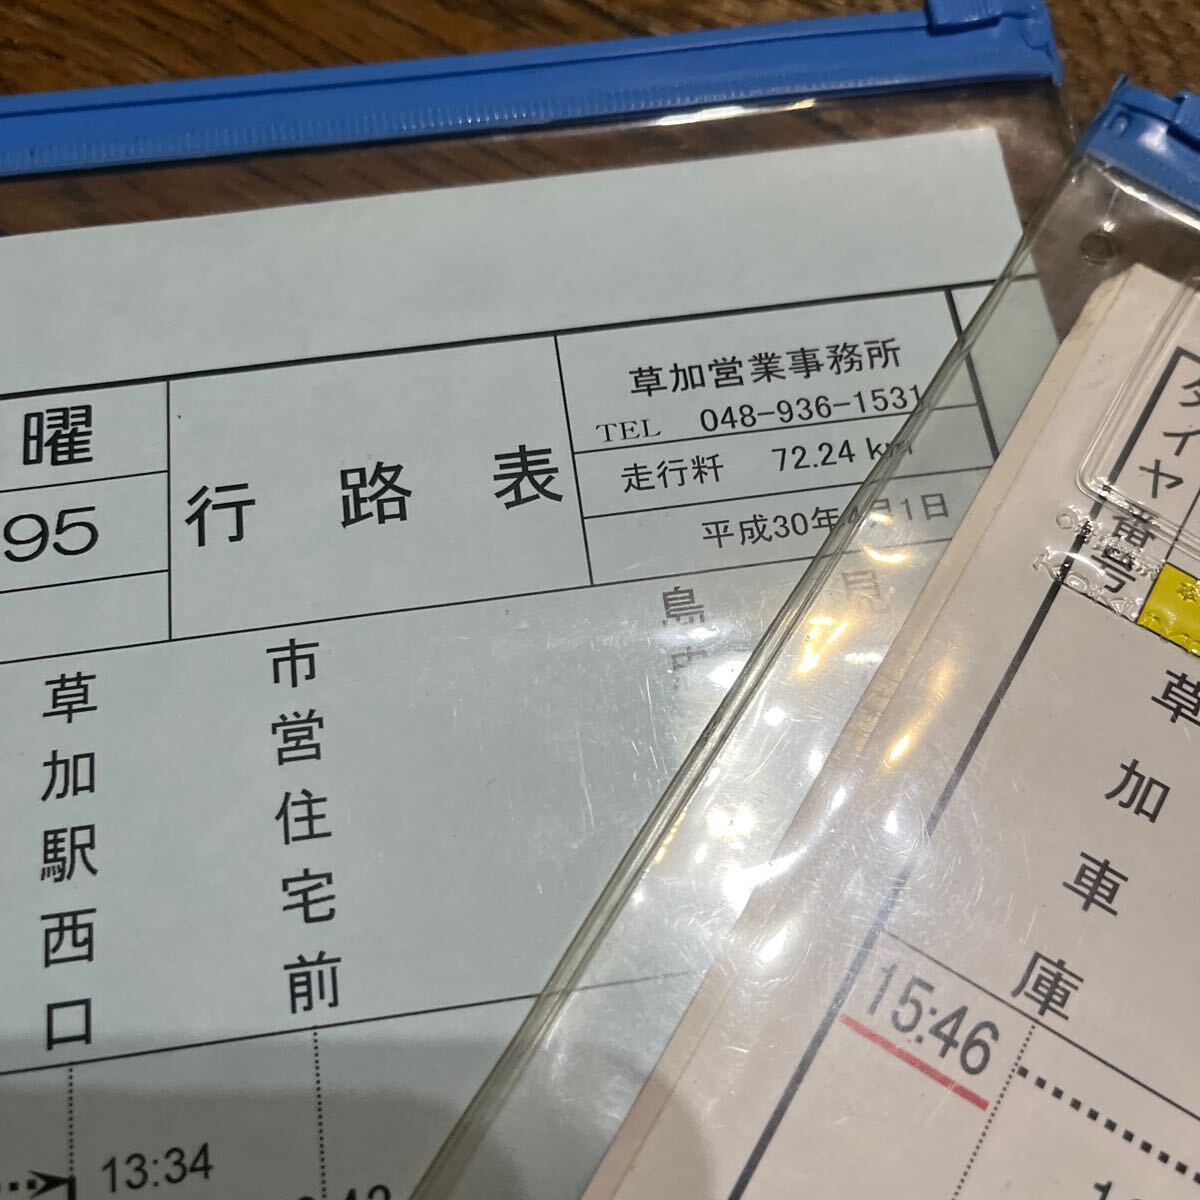 曜
95
行路表
草加営業事務所
TEL 048-936-1531
走行粁 72.24 km
平成30年4月1日
草加駅西口
市営住宅前
13:34
ダイヤ番号
草加車庫
15:46